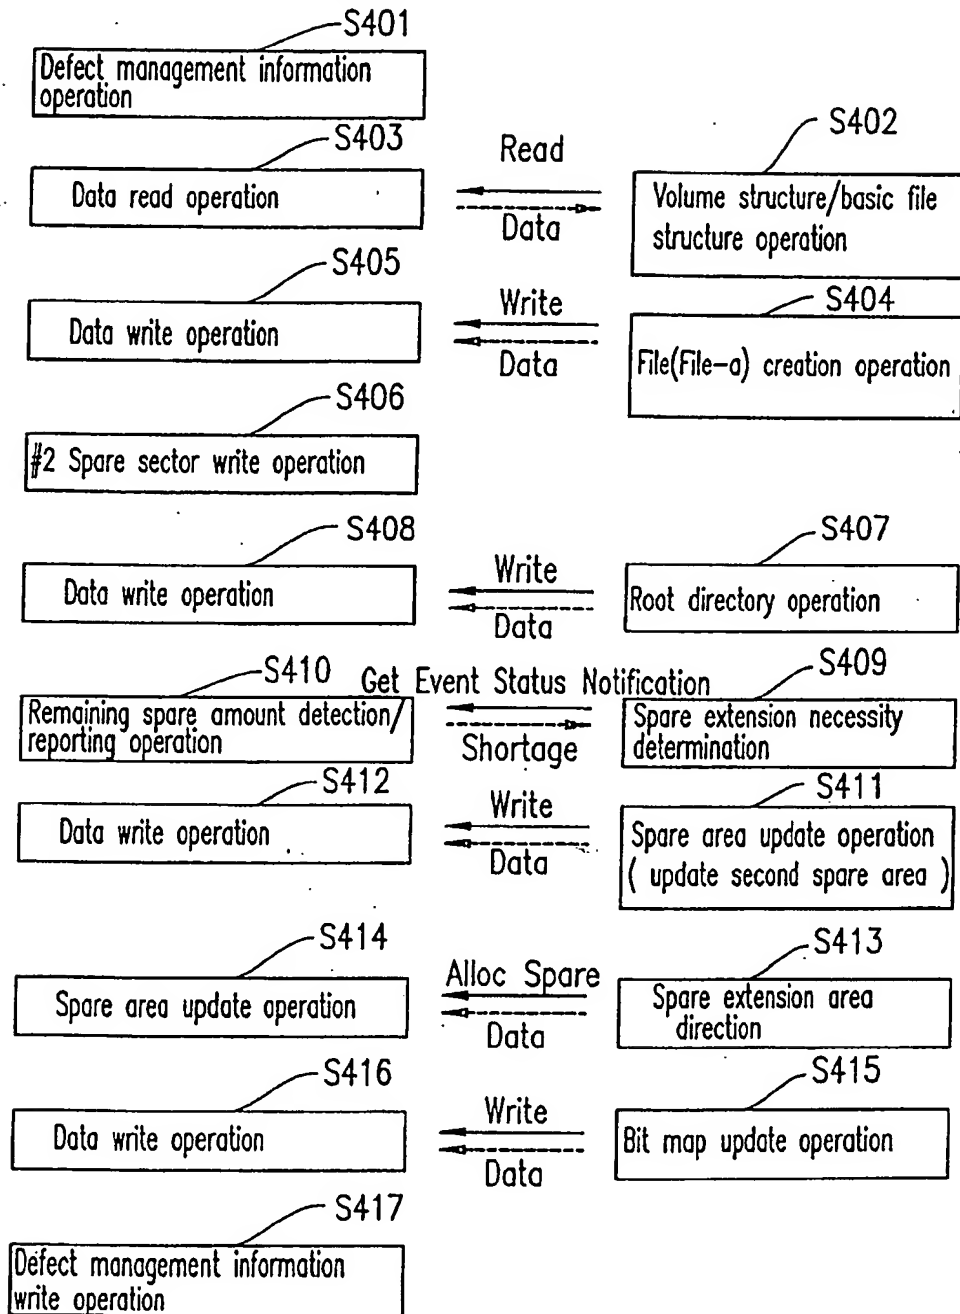 S401
Defect management information
operation
S403
Data read operation
Read
Data
S402
Volume structure/basic file
structure operation
S405
Data write operation
Write
Data
S404
File(File-a) creation operation
S406
#2 Spare sector write operation
S408
Data write operation
Write
Data
S407
Root directory operation
S410
Remaining spare amount detection/
reporting operation
Get Event Status Notification
Shortage
S409
Spare extension necessity
determination
S412
Data write operation
Write
Data
S411
Spare area update operation
( update second spare area )
S414
Spare area update operation
Alloc Spare
Data
S413
Spare extension area
direction
S416
Data write operation
Write
Data
S415
Bit map update operation
S417
Defect management information
write operation